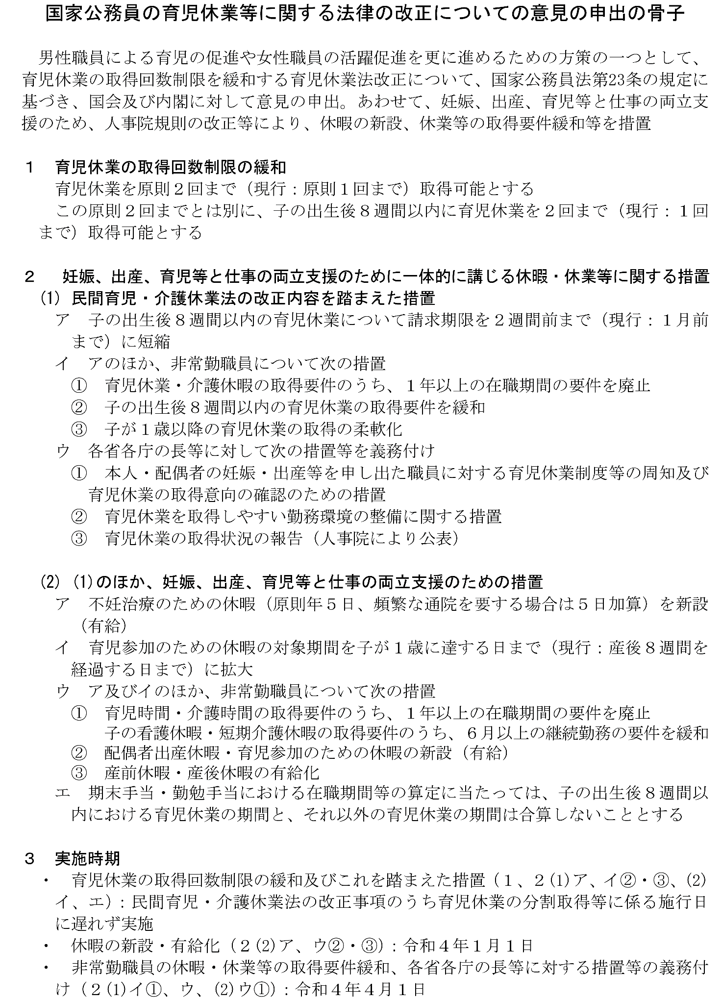 国家公務員の育児休業等に関する法律の改正についての意見の申出の骨子
男性職員による育児の促進や女性職員の活躍促進を更に進めるための方策の一つとして、
育児休業の取得回数制限を緩和する育児休業法改正について、国家公務員法第23条の規定に
基づき、国会及び内閣に対して意見の申出。あわせて、妊娠、出産、育児等と仕事の両立支
援のため、人事院規則の改正等により、休暇の新設、休業等の取得要件緩和等を措置
１　育児休業の取得回数制限の緩和
育児休業を原則２回まで（現行：原則１回まで）取得可能とする
この原則２回までとは別に、子の出生後８週間以内に育児休業を２回まで（現行：１回
まで）取得可能とする
２　妊娠、出産、育児等と仕事の両立支援のために一体的に講じる休暇・休業等に関する措置
(1) 民間育児・介護休業法の改正内容を踏まえた措置
ア　子の出生後８週間以内の育児休業について請求期限を２週間前まで（現行：１月前
まで）に短縮
イ　アのほか、非常勤職員について次の措置
①　育児休業・介護休暇の取得要件のうち、１年以上の在職期間の要件を廃止
②　子の出生後８週間以内の育児休業の取得要件を緩和
③　子が１歳以降の育児休業の取得の柔軟化
ウ　各省各庁の長等に対して次の措置等を義務付け
①　本人・配偶者の妊娠・出産等を申し出た職員に対する育児休業制度等の周知及び
育児休業の取得意向の確認のための措置
②　育児休業を取得しやすい勤務環境の整備に関する措置
③　育児休業の取得状況の報告（人事院により公表）
(2) (1)のほか、妊娠、出産、育児等と仕事の両立支援のための措置
ア　不妊治療のための休暇（原則年５日、頻繁な通院を要する場合は５日加算）を新設
（有給）
イ　育児参加のための休暇の対象期間を子が１歳に達する日まで（現行：産後８週間を
経過する日まで）に拡大
ウ　ア及びイのほか、非常勤職員について次の措置
①　育児時間・介護時間の取得要件のうち、１年以上の在職期間の要件を廃止
子の看護休暇・短期介護休暇の取得要件のうち、６月以上の継続勤務の要件を緩和
②　配偶者出産休暇・育児参加のための休暇の新設（有給）
③　産前休暇・産後休暇の有給化
エ　期末手当・勤勉手当における在職期間等の算定に当たっては、子の出生後８週間以
内における育児休業の期間と、それ以外の育児休業の期間は合算しないこととする
３　実施時期
・　育児休業の取得回数制限の緩和及びこれを踏まえた措置（１、２(1)ア、イ②・③、(2)
イ、エ）：民間育児・介護休業法の改正事項のうち育児休業の分割取得等に係る施行日
に遅れず実施
・　休暇の新設・有給化（２(2)ア、ウ②・③）：令和４年１月１日
・　非常勤職員の休暇・休業等の取得要件緩和、各省各庁の長等に対する措置等の義務付
け（２(1)イ①、ウ、(2)ウ①）：令和４年４月１日